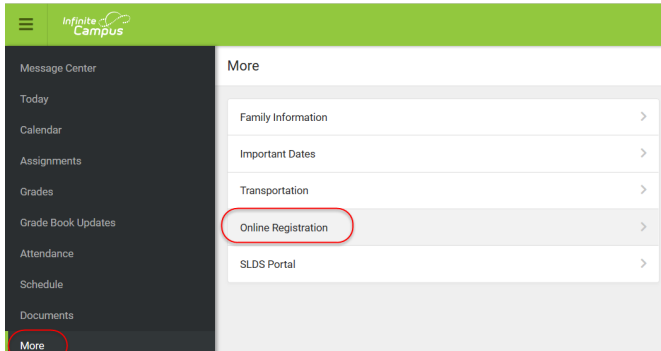 Infinite
Campus
Message Center
Today
Calendar
Assignments
Grades
Grade Book Updates
Attendance
Schedule
Documents
More
More
Family Information
Important Dates
Transportation
Online Registration
SLDS Portal